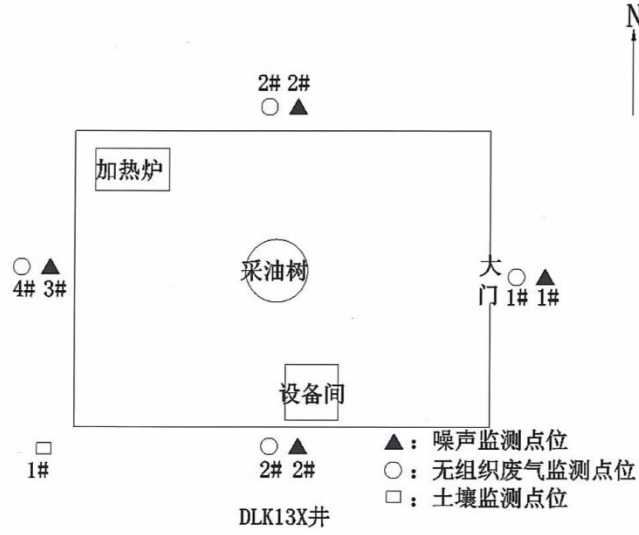 N
2# 2#
加热炉
采油树
大门
4# 3#
1# 1#
设备间
▲：噪声监测点位
○：无组织废气监测点位
□：土壤监测点位
1#
2# 2#
DLK13X井